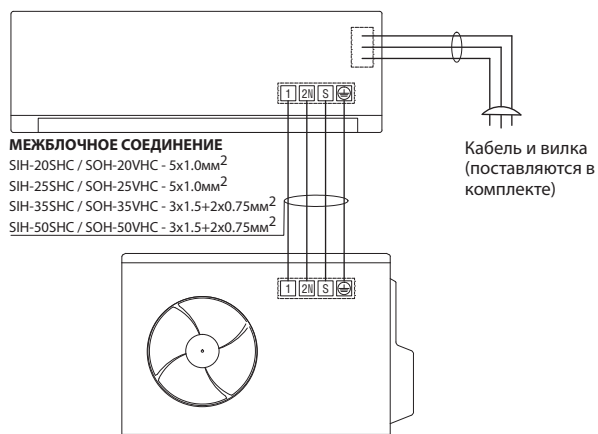 1 2N S
МЕЖБЛОЧНОЕ СОЕДИНЕНИЕ
SIH-20SHC / SOH-20VHC - 5x1.0мм2
SIH-25SHC / SOH-25VHC - 5x1.0мм2
SIH-35SHC / SOH-35VHC - 3x1.5+2x0.75мм2
SIH-50SHC / SOH-50VHC - 3x1.5+2x0.75мм2
Кабель и вилка
(поставляются в
комплекте)
1 2N S